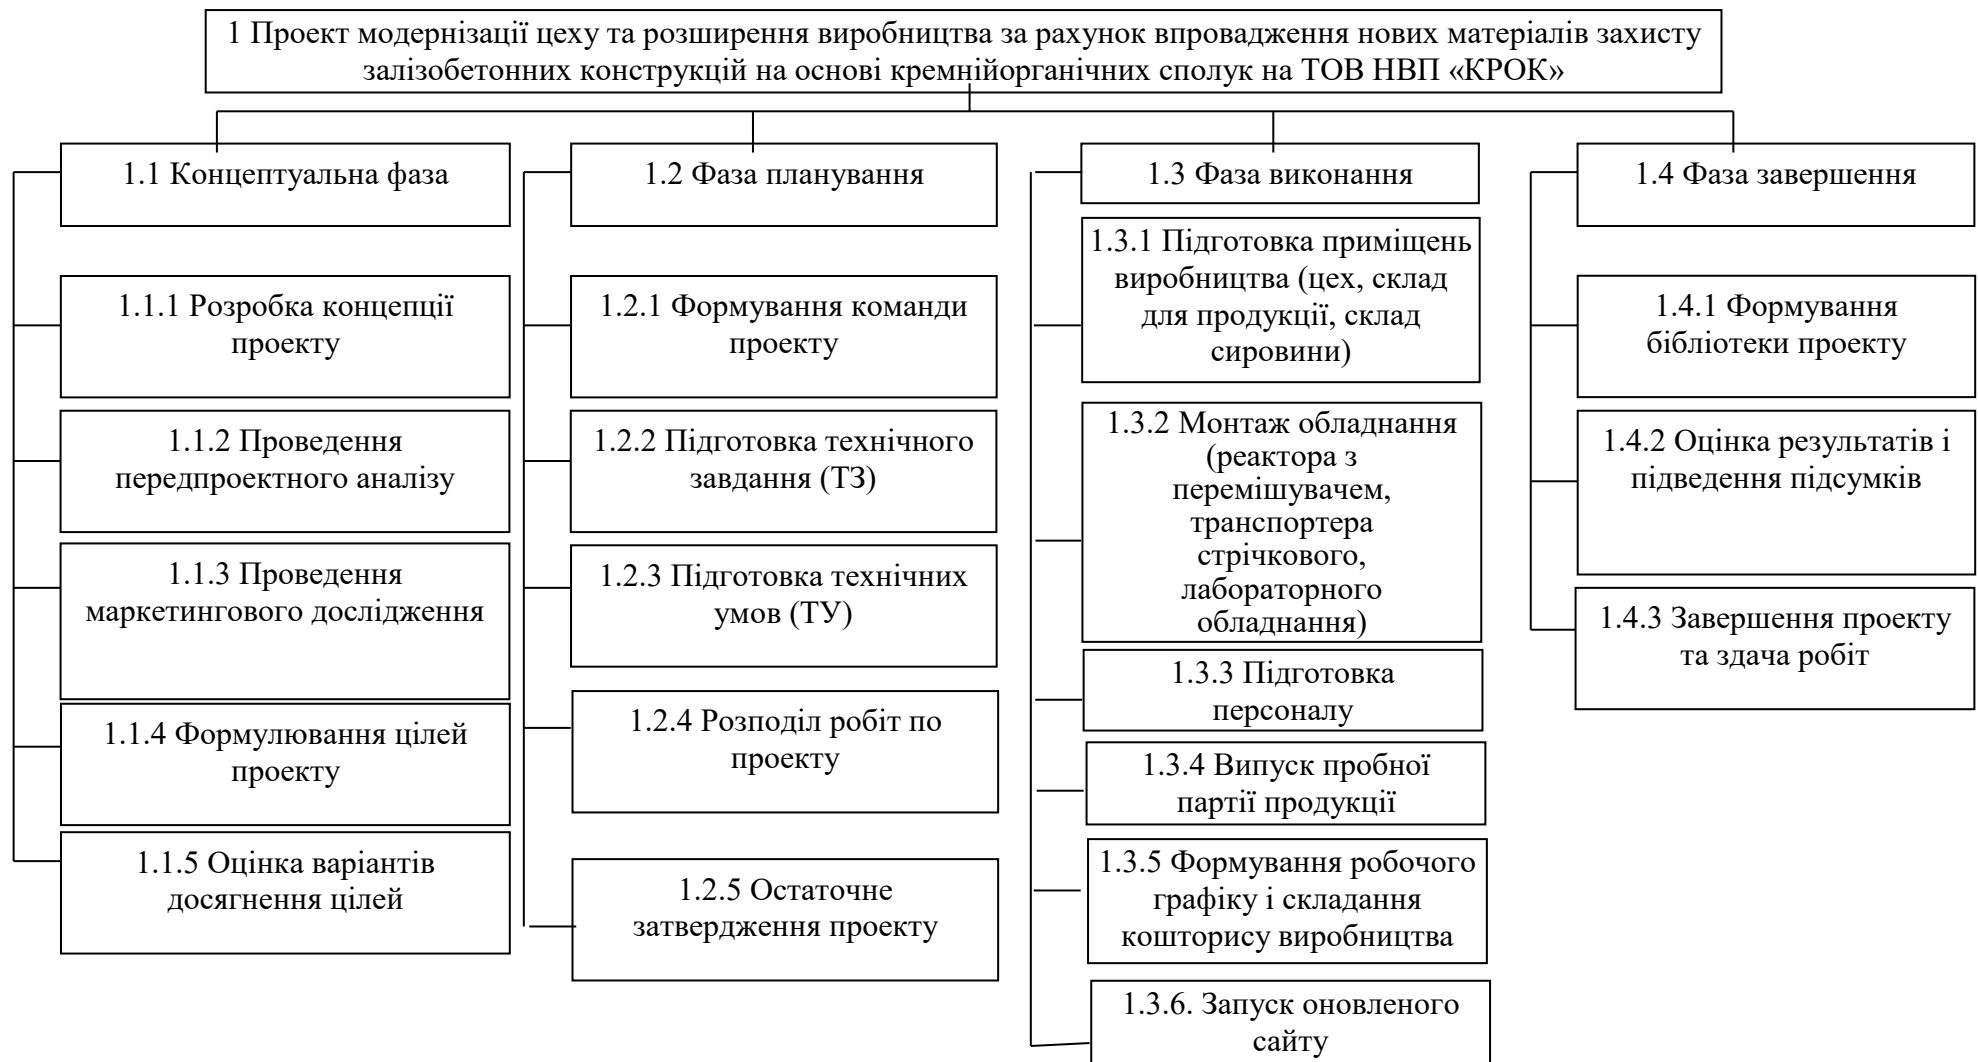 1 Проект модернізації цеху та розширення виробництва за рахунок впровадження нових матеріалів захисту
залізобетонних конструкцій на основі кремнійорганічних сполук на ТОВ НВП «КРОК»
1.1 Концептуальна фаза
1.1.1 Розробка концепції
проекту
1.1.2 Проведення
передпроектного аналізу
1.1.3 Проведення
маркетингового дослідження
1.1.4 Формулювання цілей
проекту
1.1.5 Оцінка варіантів
досягнення цілей
1.2 Фаза планування
1.2.1 Формування команди
проекту
1.2.2 Підготовка технічного
завдання (ТЗ)
1.2.3 Підготовка технічних
умов (ТУ)
1.2.4 Розподіл робіт по
проекту
1.2.5 Остаточне
затвердження проекту
1.3 Фаза виконання
1.3.1 Підготовка приміщень
виробництва (цех, склад
для продукції, склад
сировини)
1.3.2 Монтаж обладнання
(реактора з
перемішувачем,
транспортера
стрічкового,
лабораторного
обладнання)
1.3.3 Підготовка
персоналу
1.3.4 Випуск пробної
партії продукції
1.3.5 Формування робочого
графіку і складання
кошторису виробництва
1.3.6. Запуск оновленого
сайту
1.4 Фаза завершення
1.4.1 Формування
бібліотеки проекту
1.4.2 Оцінка результатів і
підведення підсумків
1.4.3 Завершення проекту
та здача робіт